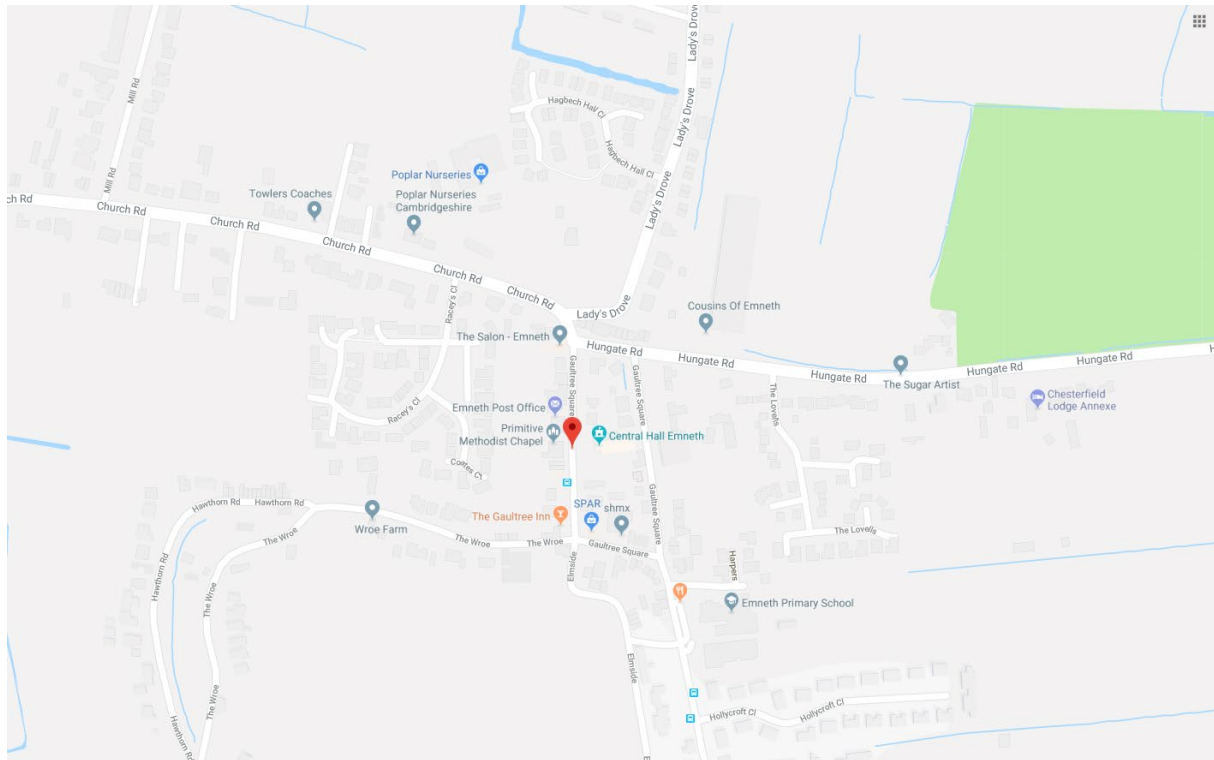 Lady's Drove
Lady's Drove
Mill Rd
Hagbech Hall Cl
Lady's Drove
Hagbech Hall Cl
Poplar Nurseries
Mill Rd
Towlers Coaches
Poplar Nurseries
Cambridgeshire
Lady's Drove
ch Rd
Church Rd
Church Rd
Church Rd
Church Rd
Church Rd
Racey's Cl
Lady's Drove
Cousins Of Emneth
The Salon - Emneth
Hungate Rd
Hungate Rd
Hungate Rd
Hungate Rd
Hungate Rd
H
The Sugar Artist
Gaultree Square
Gaultree Square
The Lovells
Chesterfield
Lodge Annexe
Racey's Cl
Emneth Post Office
Primitive
Methodist Chapel
Central Hall Emneth
Coates Ct
Hawthorn Rd
Hawthorn Rd
Wroe Farm
The Gaultree Inn
SPAR
shmx
Gaultree Square
The Lovells
The Wroe
The Wroe
The Wroe
Gaultree Square
Elmside
Harpers
Hawthorn Rd
The Wroe
Emneth Primary School
Elmside
The Wroe
Hawthorn Rd
Hollycroft Cl
Hollycroft Cl